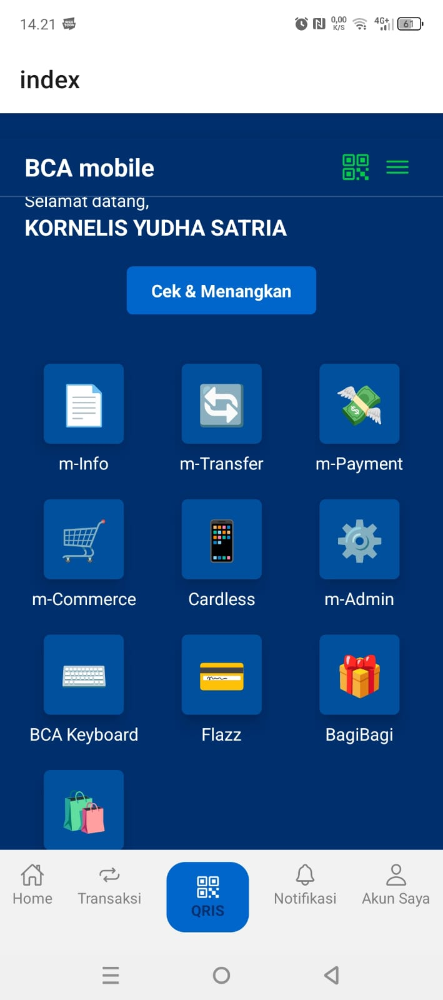 14.21
0,00
K/S
4G+
61
index
BCA mobile
Selamat datang,
KORNELIS YUDHA SATRIA
Cek & Menangkan
m-Info
m-Transfer
m-Payment
m-Commerce
Cardless
m-Admin
BCA Keyboard
Flazz
BagiBagi
Home
Transaksi
QRIS
Notifikasi
Akun Saya